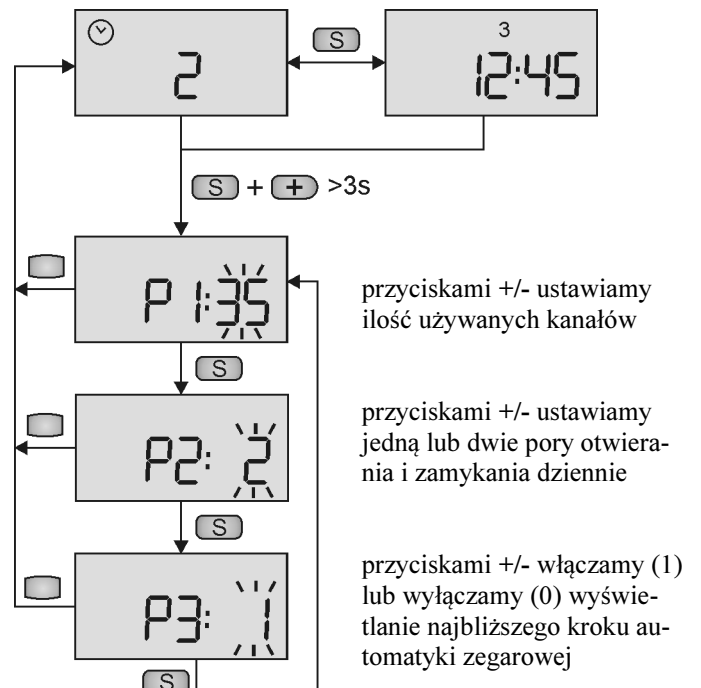 2
S
3
12:45
S + + >3s
P1:35
przyciskami +/- ustawiamy
ilość używanych kanałów
S
P2: 2
przyciskami +/- ustawiamy
jedną lub dwie pory otwiera-
nia i zamykania dziennie
S
P3: 1
przyciskami +/- włączamy (1)
lub wyłączamy (0) wyświe-
tlanie najbliższego kroku au-
tomatyki zegarowej
S